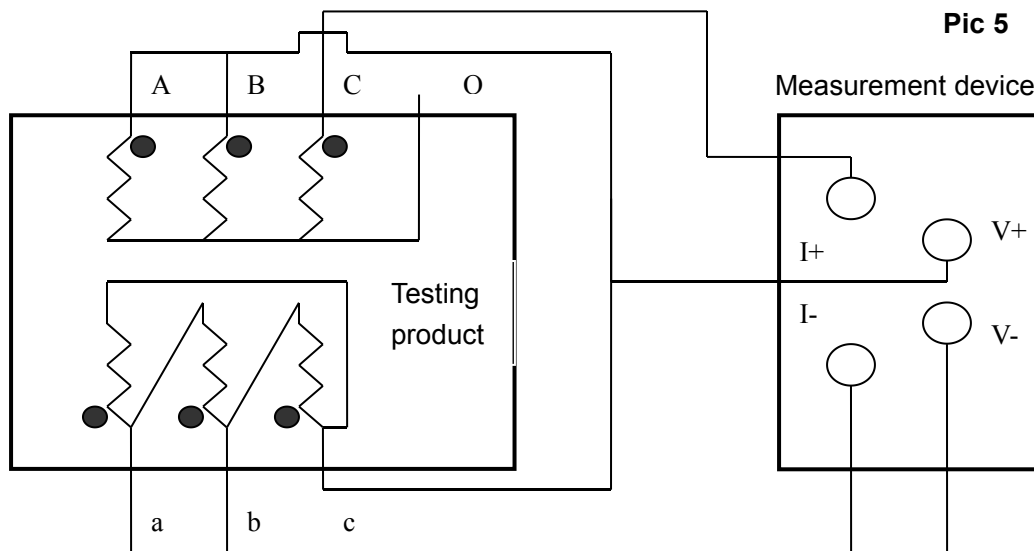 Pic 5
A B C O
Measurement device
I+
V+
Testing
product
I-
V-
a b c